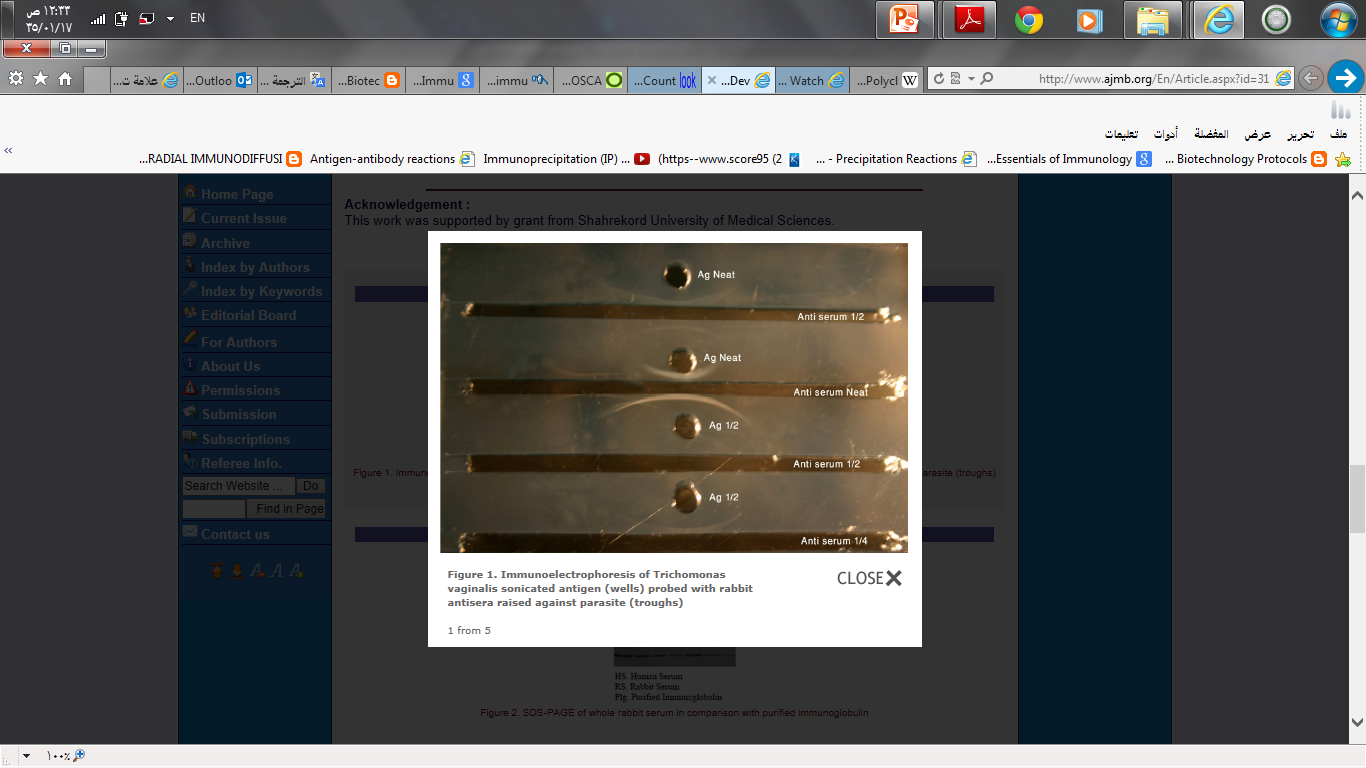 ١٢:٣٣ ص
٣٥/٠١/١٧
EN
علامة ت...
Outloo...
الترجمة ...
Biotec...
Immu...
immu...
OSCA...
Count...
look
Dev...
Watch ...
Polycl...
W
http://www.ajmb.org/En/Article.aspx?id=31
ملف تحرير عرض المفضلة أدوات تعليمات
RADIAL IMMUNODIFFUSI...
Antigen-antibody reactions
Immunoprecipitation (IP) ...
(https--www.score95 (2
Precipitation Reactions - ...
Essentials of Immunology...
Biotechnology Protocols ...
Home Page
Current Issue
Archive
Index by Authors
Index by Keywords
Editorial Board
For Authors
About Us
Permissions
Submission
Subscriptions
Referee Info.
Search Website ... Do
Find in Page
Contact us
Acknowledgement :
This work was supported by grant from Shahrekord University of Medical Sciences.
Ag Neat
Anti serum 1/2
Ag Neat
Anti serum Neat
Ag 1/2
Anti serum 1/2
Ag 1/2
Anti serum 1/4
Figure 1. Immuno
arasite (troughs)
Figure 1. Immunoelectrophoresis of Trichomonas
vaginalis sonicated antigen (wells) probed with rabbit
antisera raised against parasite (troughs)
CLOSE
1 from 5
HS. Human Serum
RS. Rabbit Serum
PIg. Purified Immunoglobulin
Figure 2. SDS-PAGE of whole rabbit serum in comparison with purified immunoglobulin
١٠٠٪